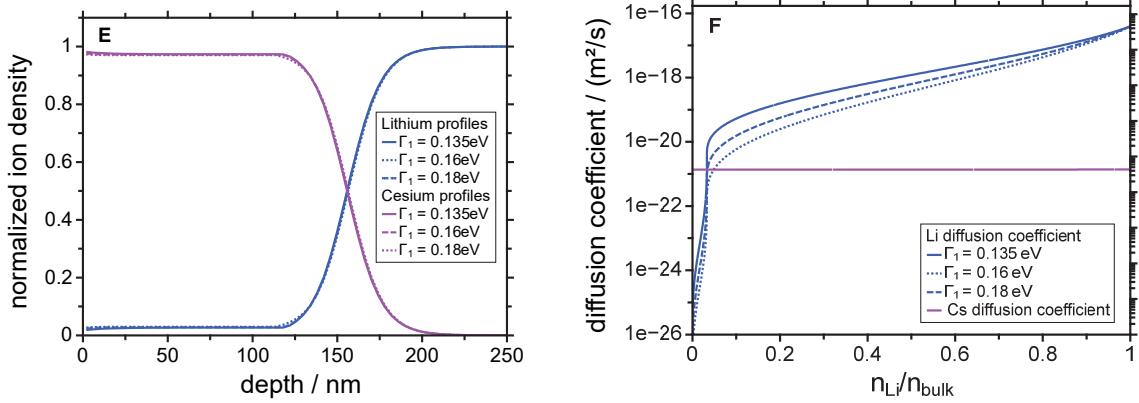 E
normalized ion density
1
0.8
0.6
0.4
0.2
0
0
50
100
150
200
250
depth / nm
Lithium profiles
Γ₁ = 0.135eV
Γ₁ = 0.16eV
Γ₁ = 0.18eV
Cesium profiles
Γ₁ = 0.135eV
Γ₁ = 0.16eV
Γ₁ = 0.18eV
F
diffusion coefficient / (m²/s)
1e−16
1e−18
1e−20
1e−22
1e−24
1e−26
0
0.2
0.4
0.6
0.8
1
n_Li/n_bulk
Li diffusion coefficient
Γ₁ = 0.135 eV
Γ₁ = 0.16 eV
Γ₁ = 0.18 eV
Cs diffusion coefficient